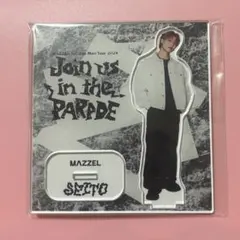 Join us
in the
PARADE
MAZZEL
SEITO